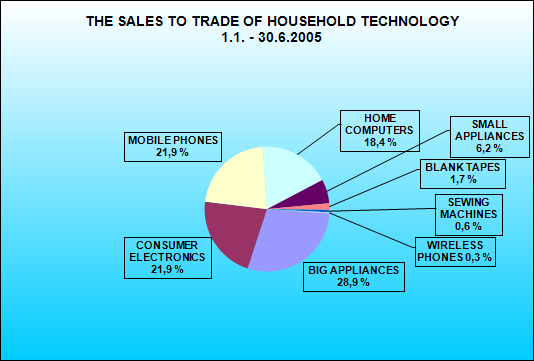 THE SALES TO TRADE OF HOUSEHOLD TECHNOLOGY
1.1. - 30.6.2005
HOME
COMPUTERS
18,4 %
SMALL
APPLIANCES
6,2 %
MOBILE PHONES
21,9 %
BLANK TAPES
1,7 %
SEWING
MACHINES
0,6 %
CONSUMER
ELECTRONICS
21,9 %
WIRELESS
PHONES 0,3 %
BIG APPLIANCES
28,9 %